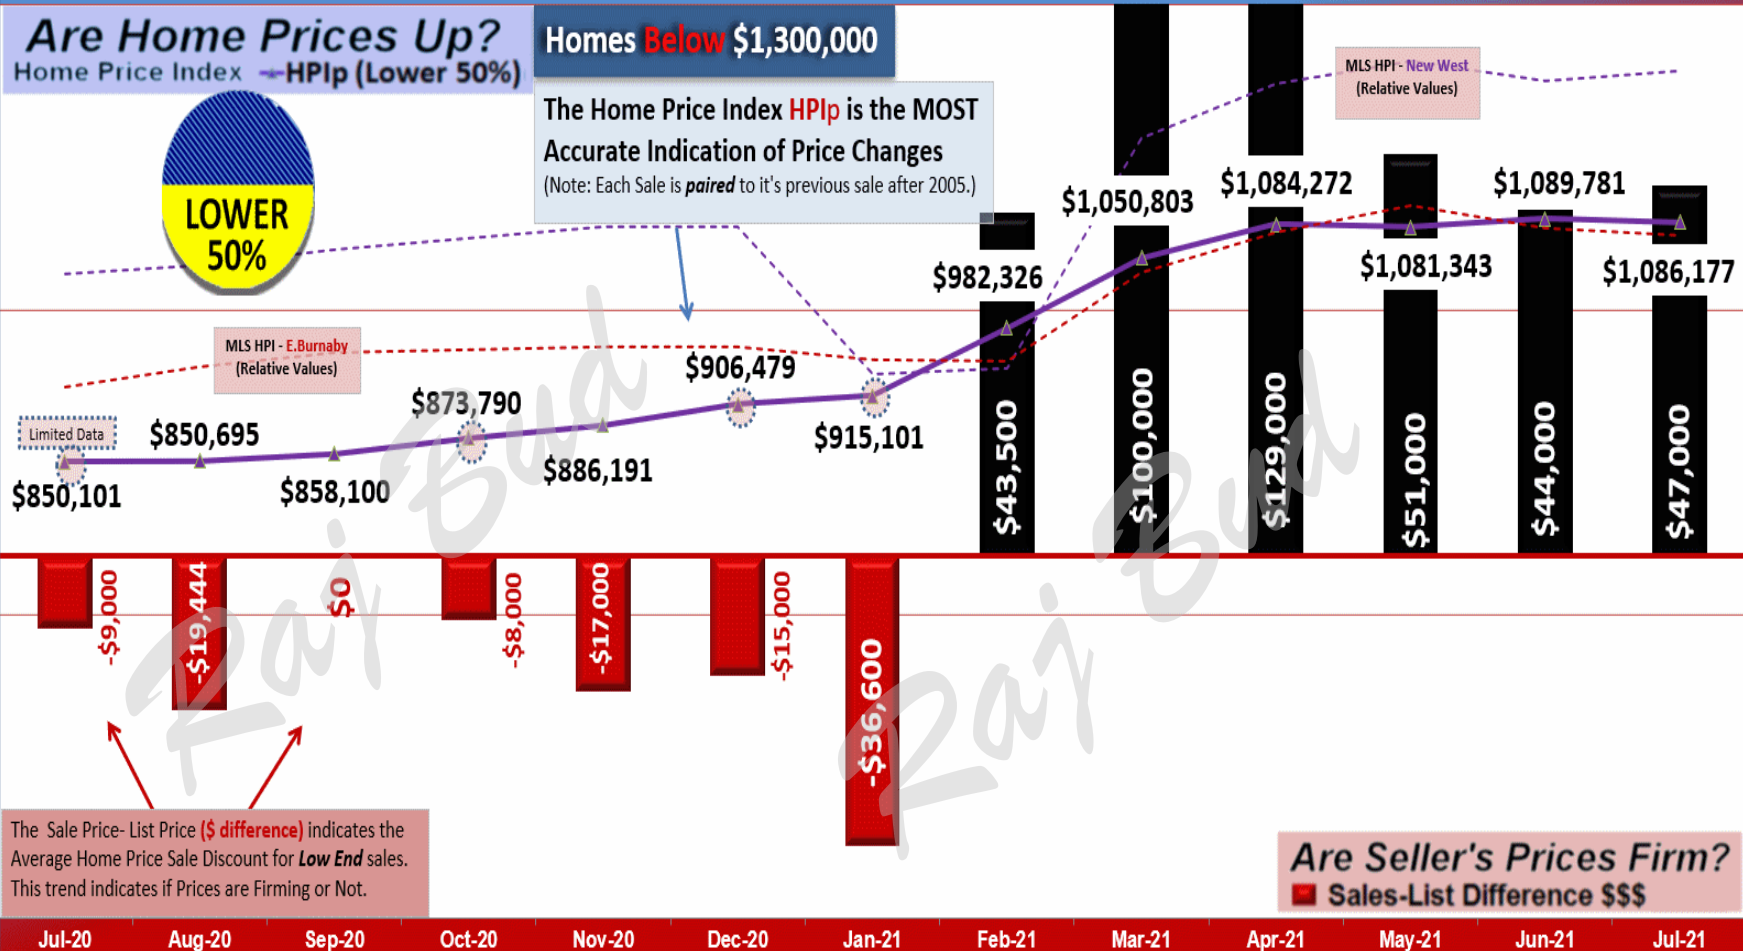 Are Home Prices Up?
Home Price Index HPIp (Lower 50%)
Homes Below $1,300,000
The Home Price Index HPIp is the MOST
Accurate Indication of Price Changes
(Note: Each Sale is paired to it's previous sale after 2005.)
LOWER
50%
MLS HPI - New West
(Relative Values)
MLS HPI - E.Burnaby
(Relative Values)
Limited Data
$850,101
$850,695
$858,100
$873,790
$886,191
$906,479
$915,101
$982,326
$1,050,803
$1,084,272
$1,081,343
$1,089,781
$1,086,177
-$9,000
-$19,444
$0
-$8,000
-$17,000
-$15,000
-$36,600
$43,500
$100,000
$129,000
$51,000
$44,000
$47,000
Raj Bud
Raj Bud
The Sale Price- List Price ($ difference) indicates the
Average Home Price Sale Discount for Low End sales.
This trend indicates if Prices are Firming or Not.
Are Seller's Prices Firm?
Sales-List Difference $$$
Jul-20 Aug-20 Sep-20 Oct-20 Nov-20 Dec-20 Jan-21 Feb-21 Mar-21 Apr-21 May-21 Jun-21 Jul-21